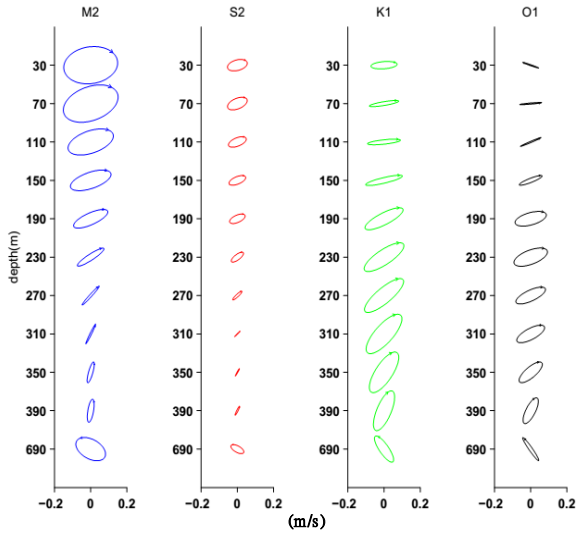 M2 S2 K1 O1
30 30 30 30
70 70 70 70
110 110 110 110
150 150 150 150
190 190 190 190
depth(m)
230 230 230 230
270 270 270 270
310 310 310 310
350 350 350 350
390 390 390 390
690 690 690 690
−0.2 0 0.2 −0.2 0 0.2 −0.2 0 0.2 −0.2 0 0.2
(m/s)